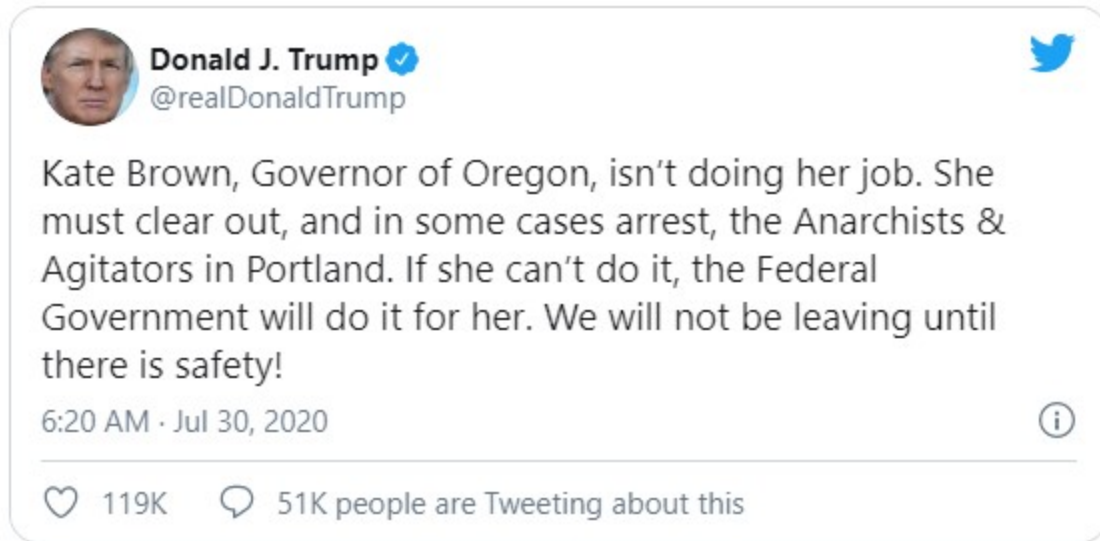 Donald J. Trump
@realDonaldTrump
Kate Brown, Governor of Oregon, isn’t doing her job. She
must clear out, and in some cases arrest, the Anarchists &
Agitators in Portland. If she can’t do it, the Federal
Government will do it for her. We will not be leaving until
there is safety!
6:20 AM · Jul 30, 2020
119K 51K people are Tweeting about this